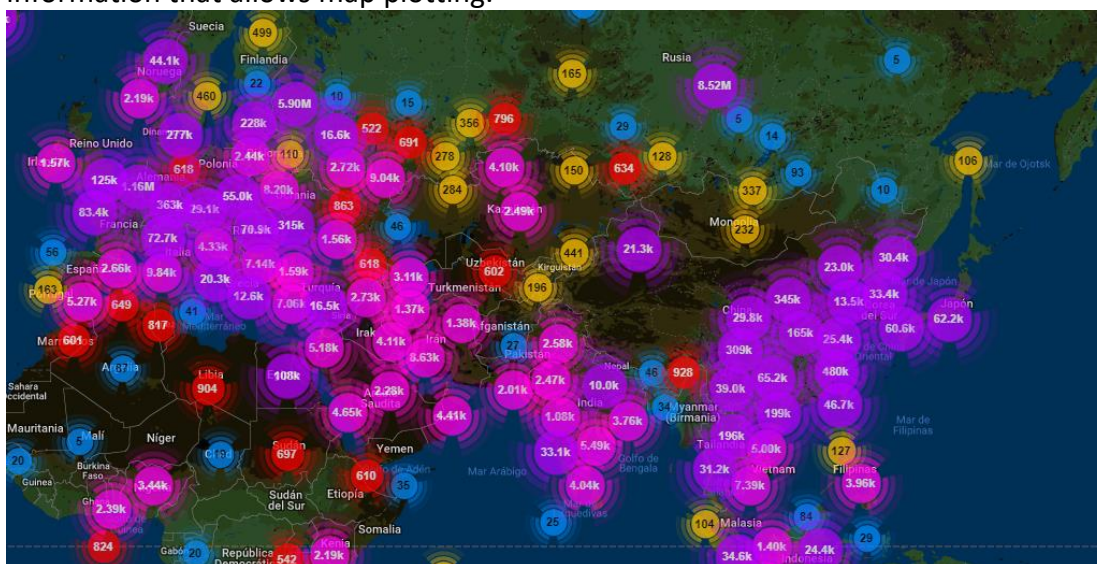 information that allows map plotting.
Suecia
499
Finlandia
44.1k
Noruega
165
Rusia
8.52M
5
2.19k
460
22
5.90M
10
15
5
14
277k
228k
16.6k
522
691
356
796
29
Reino Unido
1.57k
618
Polonia
2.44k
110
2.72k
9.04k
278
284
4.10k
150
634
128
93
106
Mar de Ojotsk
125k
1.16M
363k
29.1k
55.0k
8.20k
863
46
2.49k
337
10
83.4k
Francia
72.7k
Italia
4.33k
70.9k
315k
1.56k
Mongolia
232
56
España
2.66k
9.84k
20.3k
7.14k
1.59k
618
3.11k
Uzbekistán
602
441
Kirguistán
196
21.3k
23.0k
30.4k
163
Portugal
5.27k
649
41
12.6k
7.06k
16.5k
2.73k
1.37k
Turkmenistán
345k
13.5k
33.4k
Mar de Japón
Japón
62.2k
601
817
Mar
Mediterráneo
5.18k
Irak
4.11k
8.63k
Irán
1.38k
27
Pakistán
2.58k
China
29.8k
165k
25.4k
60.6k
309k
Libia
904
108k
2.28k
Saudita
4.65k
4.41k
2.01k
2.47k
Nepal
10.0k
India
1.08k
3.76k
46
928
34
Myanmar
(Birmania)
39.0k
65.2k
480k
46.7k
Sahara
Occidental
Mauritania
5
Malí
Níger
19
Sudán
697
Yemen
610
35
Mar Arábigo
33.1k
5.49k
Golfo de
Bengala
196k
Tailandia
199k
5.00k
Vietnam
127
Filipinas
3.96k
Mar de
Filipinas
20
Guinea
Burkina
Faso
3.44k
2.39k
Sudán
del Sur
Etiopía
Somalia
4.04k
25
31.2k
7.39k
104
Malasia
84
29
824
Gabón
20
República
542
Kenia
2.19k
34.6k
1.40k
24.4k
Indonesia